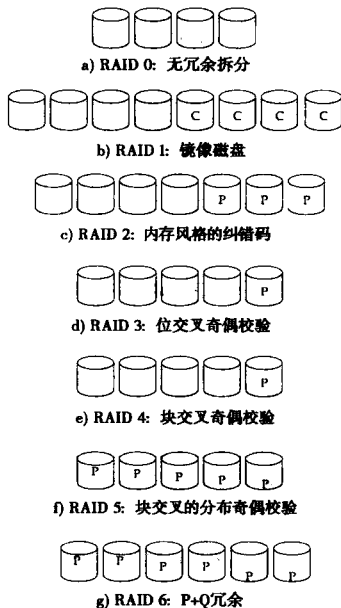 a) RAID 0: 无冗余拆分
C C C C
b) RAID 1: 镜像磁盘
P P P
c) RAID 2: 内存风格的纠错码
P
d) RAID 3: 位交叉奇偶校验
P
e) RAID 4: 块交叉奇偶校验
P P P P P
f) RAID 5: 块交叉的分布奇偶校验
P P P P P P
g) RAID 6: P+Q冗余